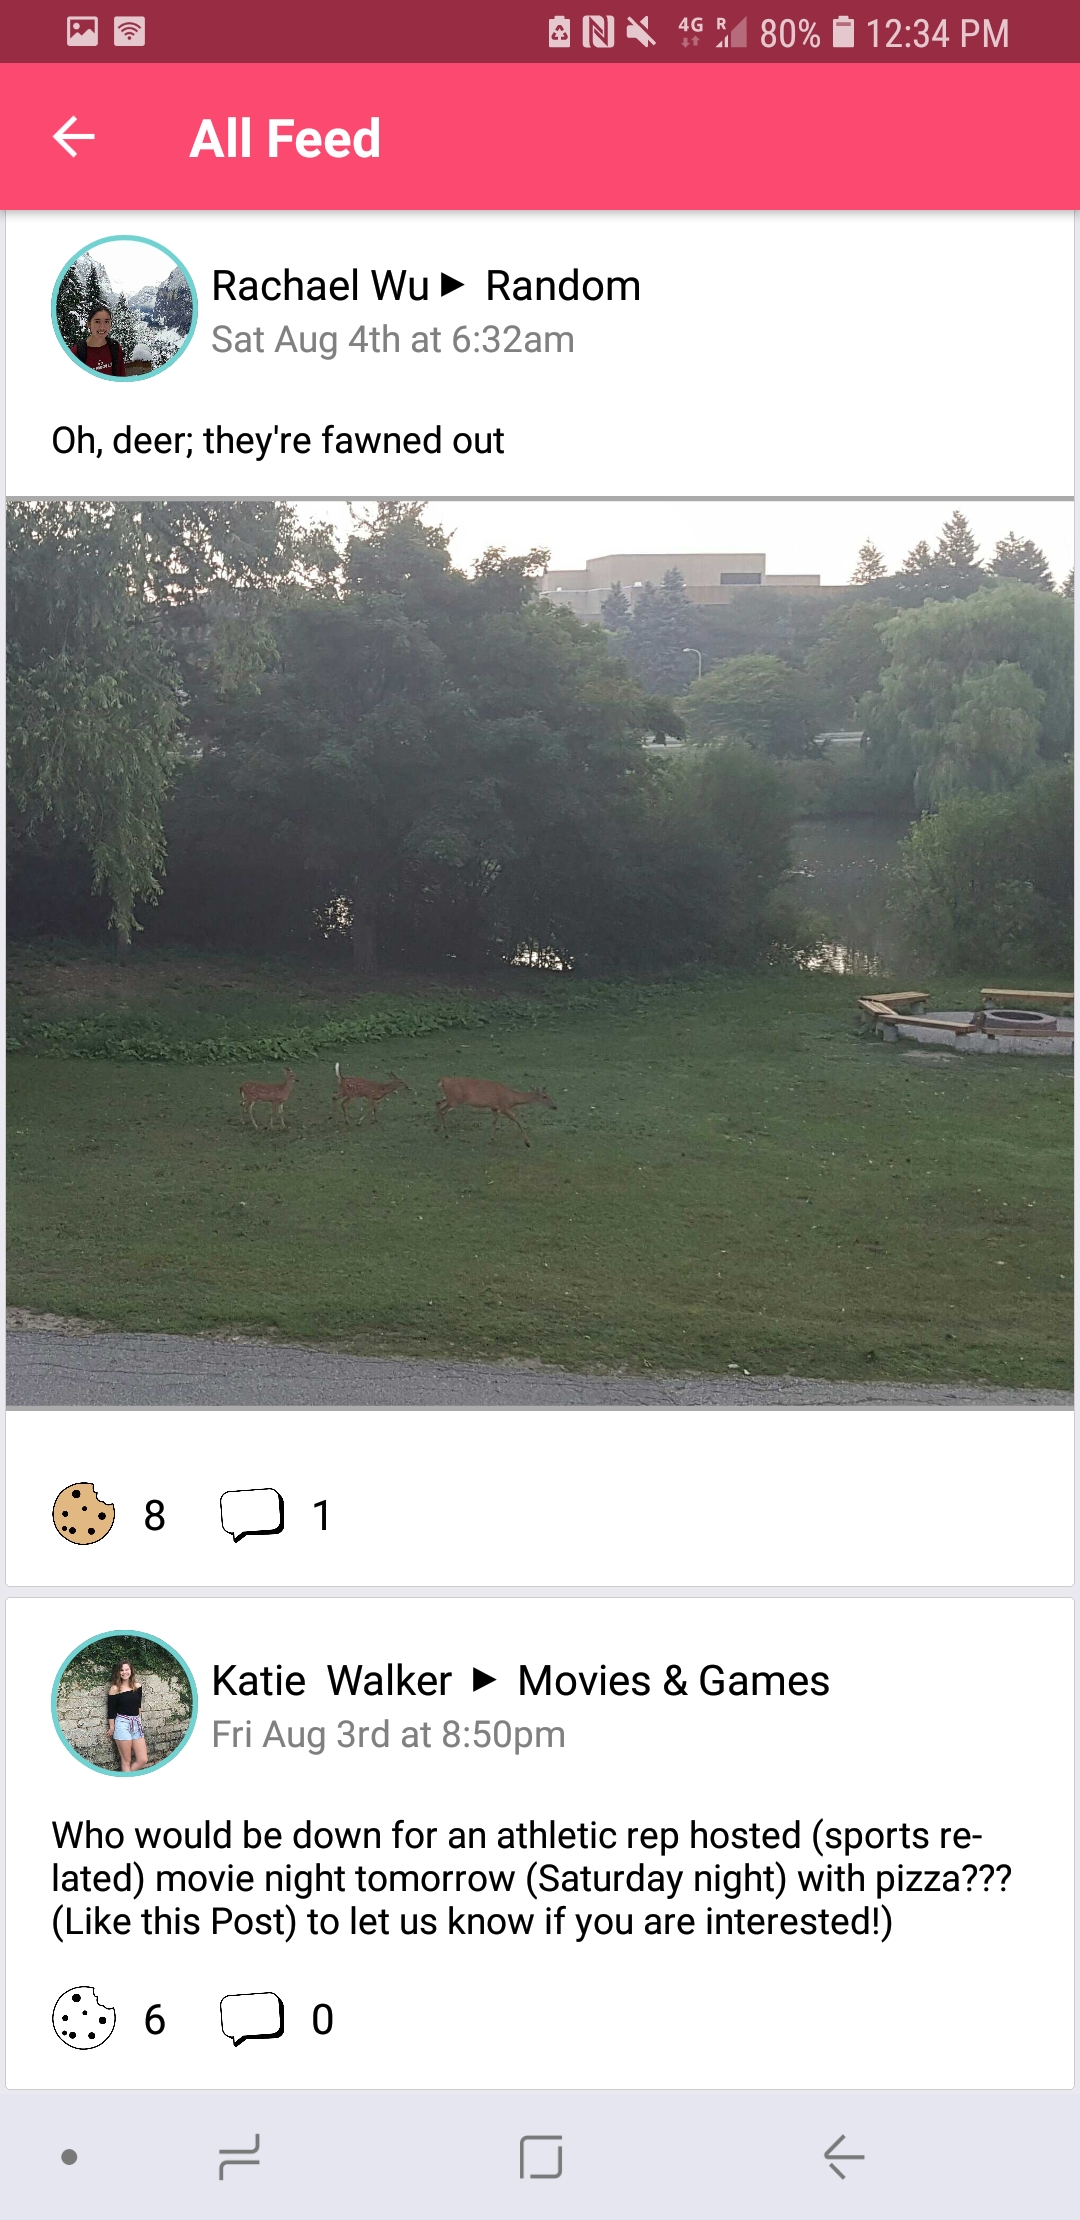 4G R 80% 12:34 PM
All Feed
Rachael Wu ▶ Random
Sat Aug 4th at 6:32am
Oh, deer; they're fawned out
8 1
Katie Walker ▶ Movies & Games
Fri Aug 3rd at 8:50pm
Who would be down for an athletic rep hosted (sports re-
lated) movie night tomorrow (Saturday night) with pizza???
(Like this Post) to let us know if you are interested!)
6 0